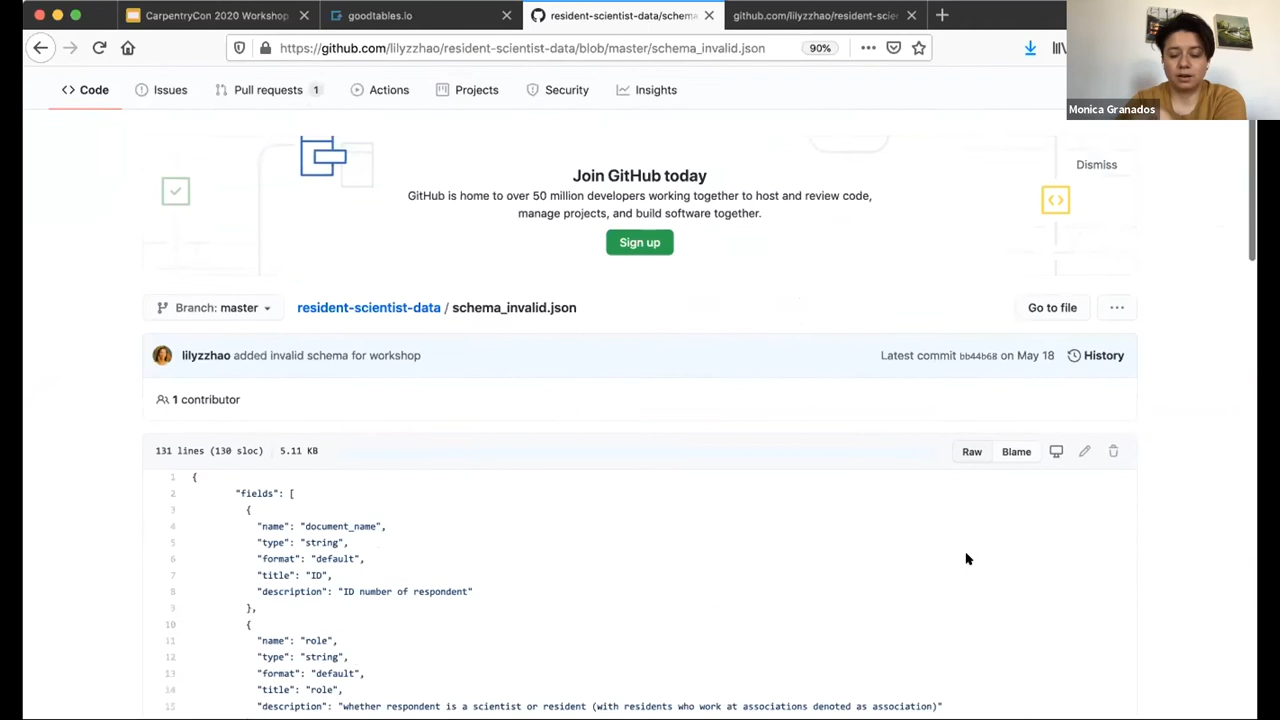 CarpentryCon 2020 Workshop
goodtables.io
resident-scientist-data/schema
github.com/lilyzzhao/resident-scie
https://github.com/lilyzzhao/resident-scientist-data/blob/master/schema_invalid.json
90%
Monica Granados
Code
Issues
Pull requests 1
Actions
Projects
Security
Insights
Join GitHub today
Dismiss
GitHub is home to over 50 million developers working together to host and review code,
manage projects, and build software together.
Sign up
Branch: master
resident-scientist-data / schema_invalid.json
Go to file
lilyzzhao added invalid schema for workshop
Latest commit bb44b68 on May 18
History
1 contributor
131 lines (130 sloc) 5.11 KB
Raw
Blame
1 {
2 "fields": [
3 {
4 "name": "document_name",
5 "type": "string",
6 "format": "default",
7 "title": "ID",
8 "description": "ID number of respondent"
9 },
10 {
11 "name": "role",
12 "type": "string",
13 "format": "default",
14 "title": "role",
15 "description": "whether respondent is a scientist or resident (with residents who work at associations denoted as association)"